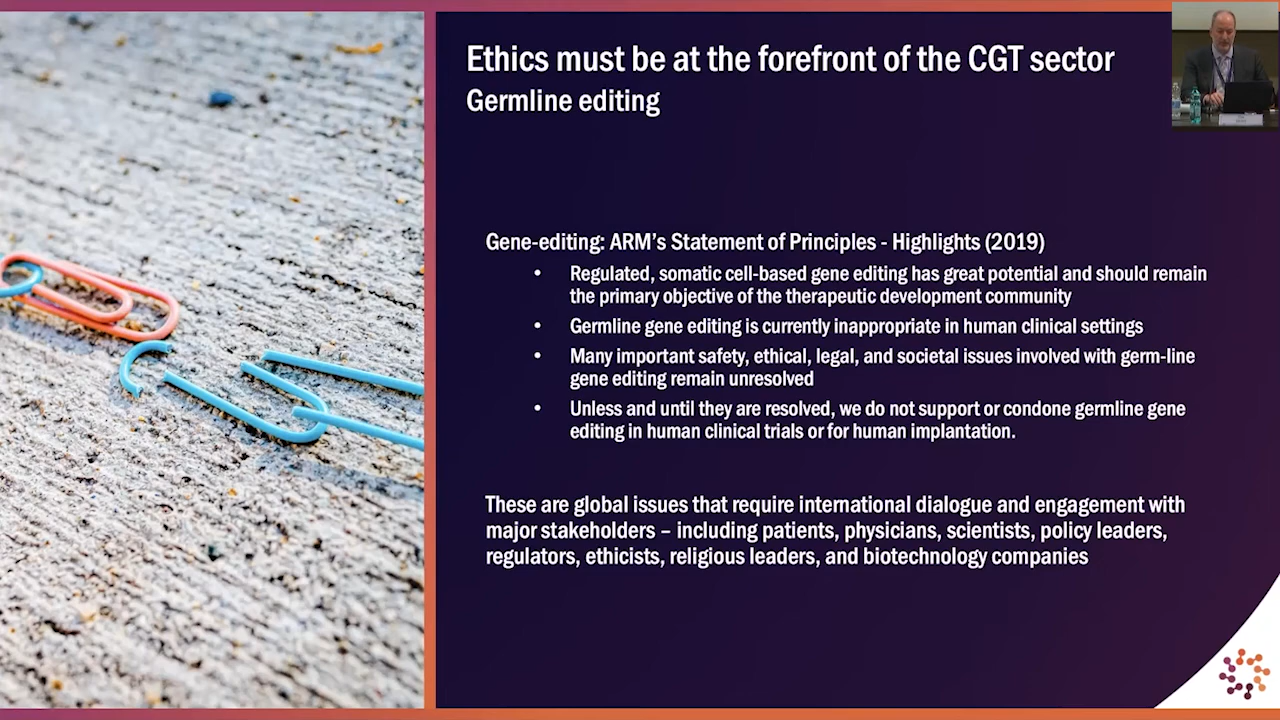 Ethics must be at the forefront of the CGT sector
Germline editing
Gene-editing: ARM's Statement of Principles - Highlights (2019)
• Regulated, somatic cell-based gene editing has great potential and should remain
the primary objective of the therapeutic development community
• Germline gene editing is currently inappropriate in human clinical settings
• Many important safety, ethical, legal, and societal issues involved with germ-line
gene editing remain unresolved
• Unless and until they are resolved, we do not support or condone germline gene
editing in human clinical trials or for human implantation.
These are global issues that require international dialogue and engagement with
major stakeholders – including patients, physicians, scientists, policy leaders,
regulators, ethicists, religious leaders, and biotechnology companies